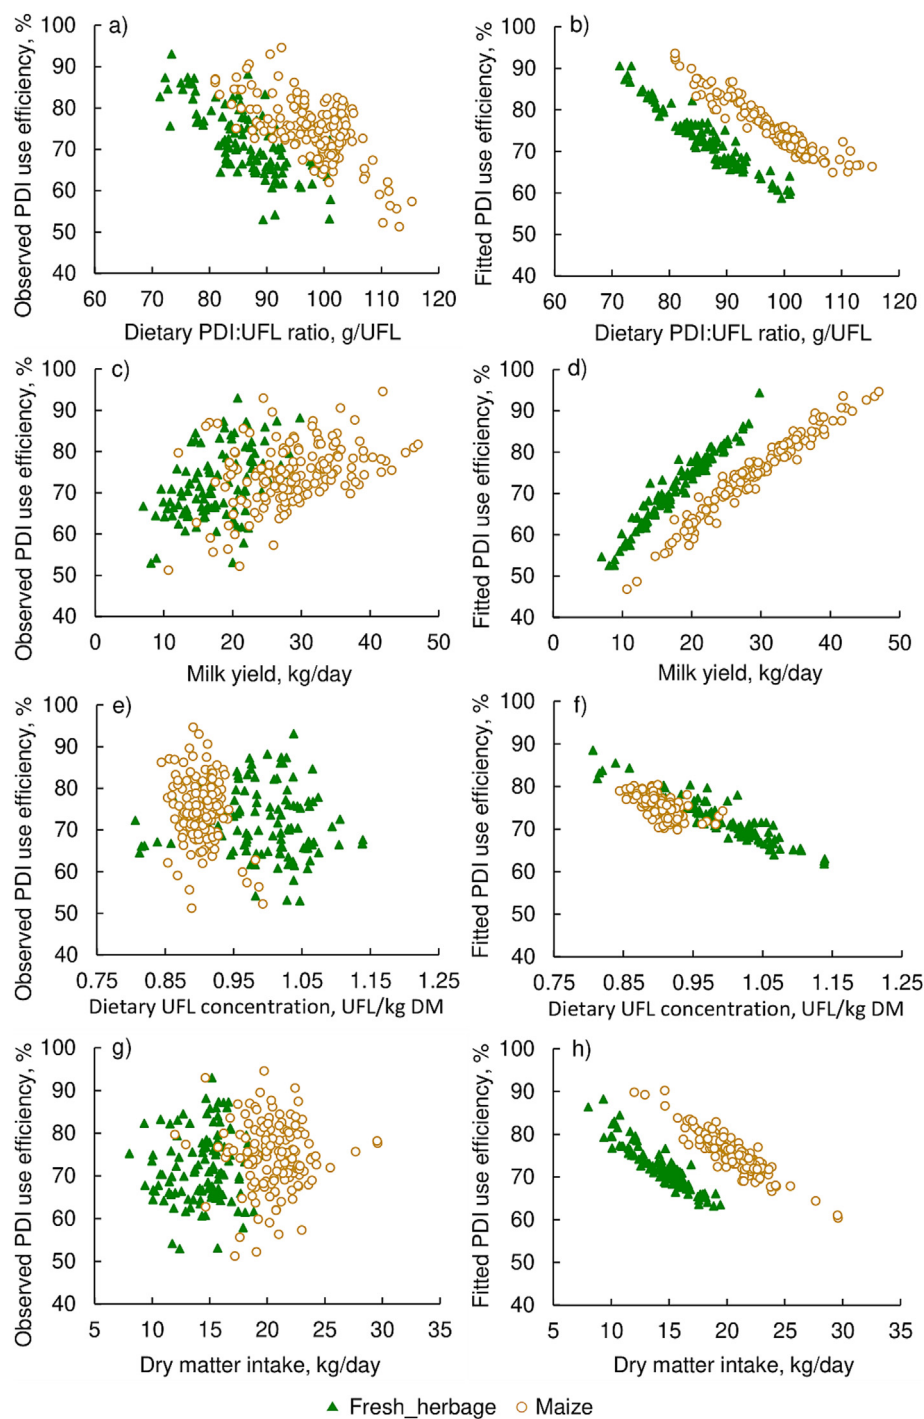 a)
Observed PDI use efficiency, %
100
90
80
70
60
50
40
60 70 80 90 100 110 120
Dietary PDI:UFL ratio, g/UFL
b)
Fitted PDI use efficiency, %
100
90
80
70
60
50
40
60 70 80 90 100 110 120
Dietary PDI:UFL ratio, g/UFL
c)
Observed PDI use efficiency, %
100
90
80
70
60
50
40
0 10 20 30 40 50
Milk yield, kg/day
d)
Fitted PDI use efficiency, %
100
90
80
70
60
50
40
0 10 20 30 40 50
Milk yield, kg/day
e)
Observed PDI use efficiency, %
100
90
80
70
60
50
40
0.75 0.85 0.95 1.05 1.15 1.25
Dietary UFL concentration, UFL/kg DM
f)
Fitted PDI use efficiency, %
100
90
80
70
60
50
40
0.75 0.85 0.95 1.05 1.15 1.25
Dietary UFL concentration, UFL/kg DM
g)
Observed PDI use efficiency, %
100
90
80
70
60
50
40
5 10 15 20 25 30 35
Dry matter intake, kg/day
h)
Fitted PDI use efficiency, %
100
90
80
70
60
50
40
5 10 15 20 25 30 35
Dry matter intake, kg/day
Fresh_herbage Maize